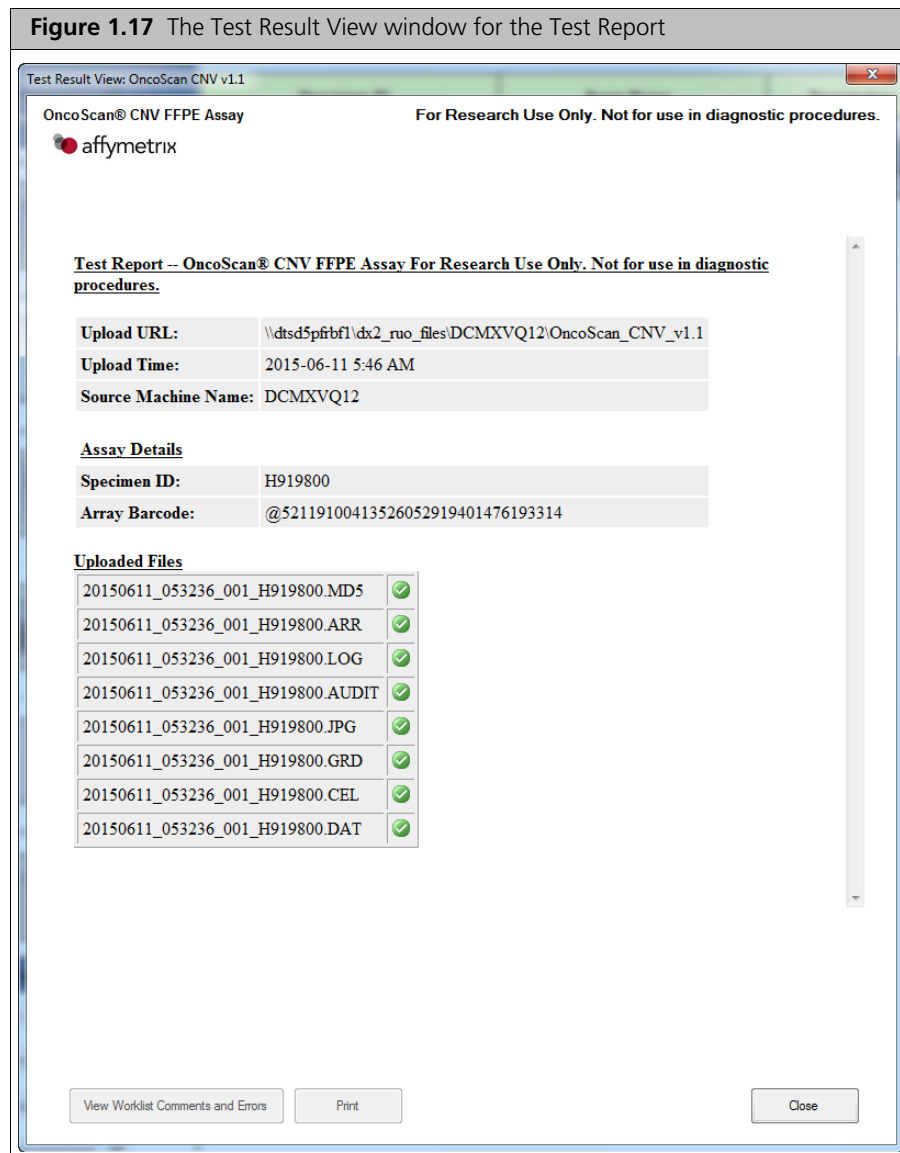 Figure 1.17 The Test Result View window for the Test Report
Test Result View: OncoScan CNV v1.1
x
OncoScan® CNV FFPE Assay For Research Use Only. Not for use in diagnostic procedures.
affymetrix
Test Report -- OncoScan® CNV FFPE Assay For Research Use Only. Not for use in diagnostic
procedures.
Upload URL: \\dtsd5pfrbf1\dx2_ruo_files\DCMXVQ12\OncoScan_CNV_v1.1
Upload Time: 2015-06-11 5:46 AM
Source Machine Name: DCMXVQ12
Assay Details
Specimen ID: H919800
Array Barcode: @52119100413526052919401476193314
Uploaded Files
20150611_053236_001_H919800.MD5
20150611_053236_001_H919800.ARR
20150611_053236_001_H919800.LOG
20150611_053236_001_H919800.AUDIT
20150611_053236_001_H919800.JPG
20150611_053236_001_H919800.GRD
20150611_053236_001_H919800.CEL
20150611_053236_001_H919800.DAT
View Worklist Comments and Errors Print Close